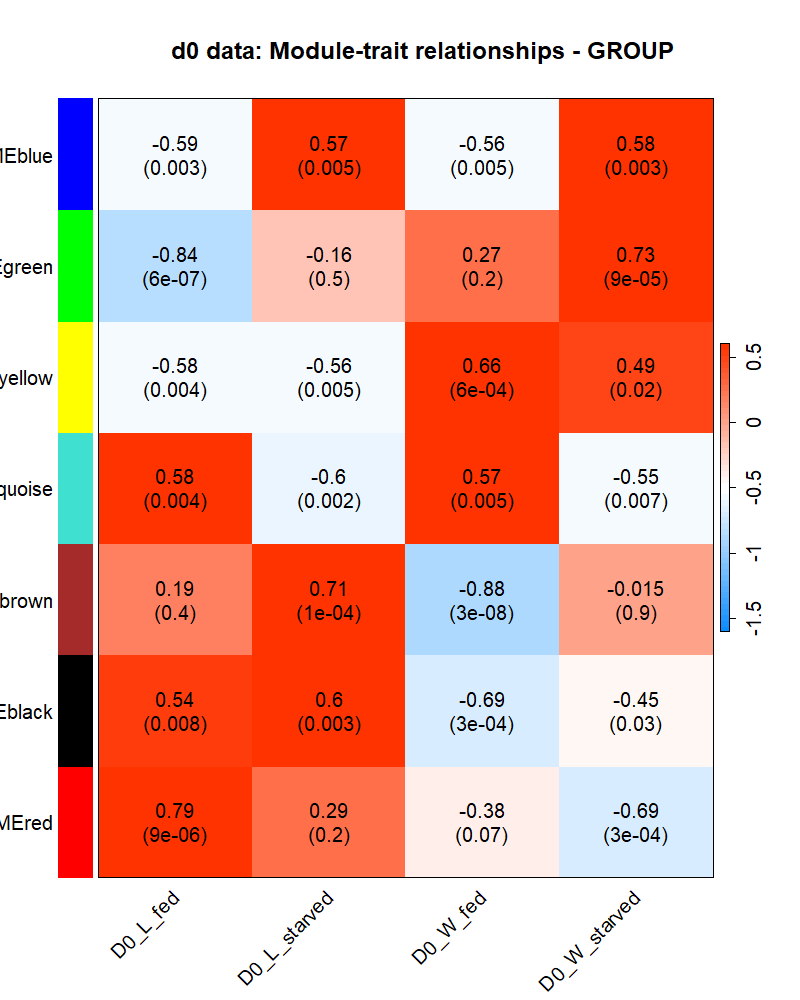 d0 data: Module-trait relationships - GROUP
MEblue
-0.59
(0.003)
0.57
(0.005)
-0.56
(0.005)
0.58
(0.003)
Egreen
-0.84
(6e-07)
-0.16
(0.5)
0.27
(0.2)
0.73
(9e-05)
yellow
-0.58
(0.004)
-0.56
(0.005)
0.66
(6e-04)
0.49
(0.02)
quoise
0.58
(0.004)
-0.6
(0.002)
0.57
(0.005)
-0.55
(0.007)
brown
0.19
(0.4)
0.71
(1e-04)
-0.88
(3e-08)
-0.015
(0.9)
Eblack
0.54
(0.008)
0.6
(0.003)
-0.69
(3e-04)
-0.45
(0.03)
MEred
0.79
(9e-06)
0.29
(0.2)
-0.38
(0.07)
-0.69
(3e-04)
D0_L_fed
D0_L_starved
D0_W_fed
D0_W_starved
0.5
0
-0.5
-1
-1.5